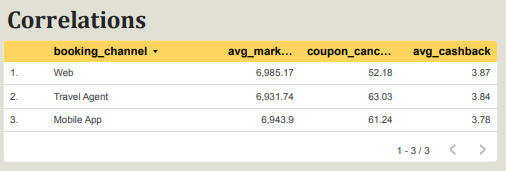 Correlations
booking_channel avg_mark… coupon_canc… avg_cashback
1. Web 6,985.17 52.18 3.87
2. Travel Agent 6,931.74 63.03 3.84
3. Mobile App 6,943.9 61.24 3.78
1 - 3 / 3